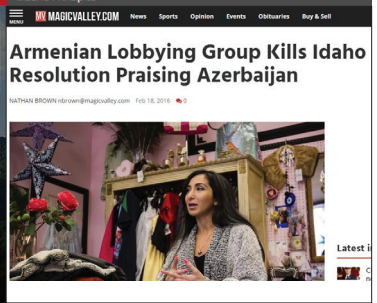 MENU MV MAGICVALLEY.COM News Sports Opinion Events Obituaries Buy & Sell
Armenian Lobbying Group Kills Idaho
Resolution Praising Azerbaijan
NATHAN BROWN nbrown@magicvalley.com Feb 18, 2016 0
Latest i
C